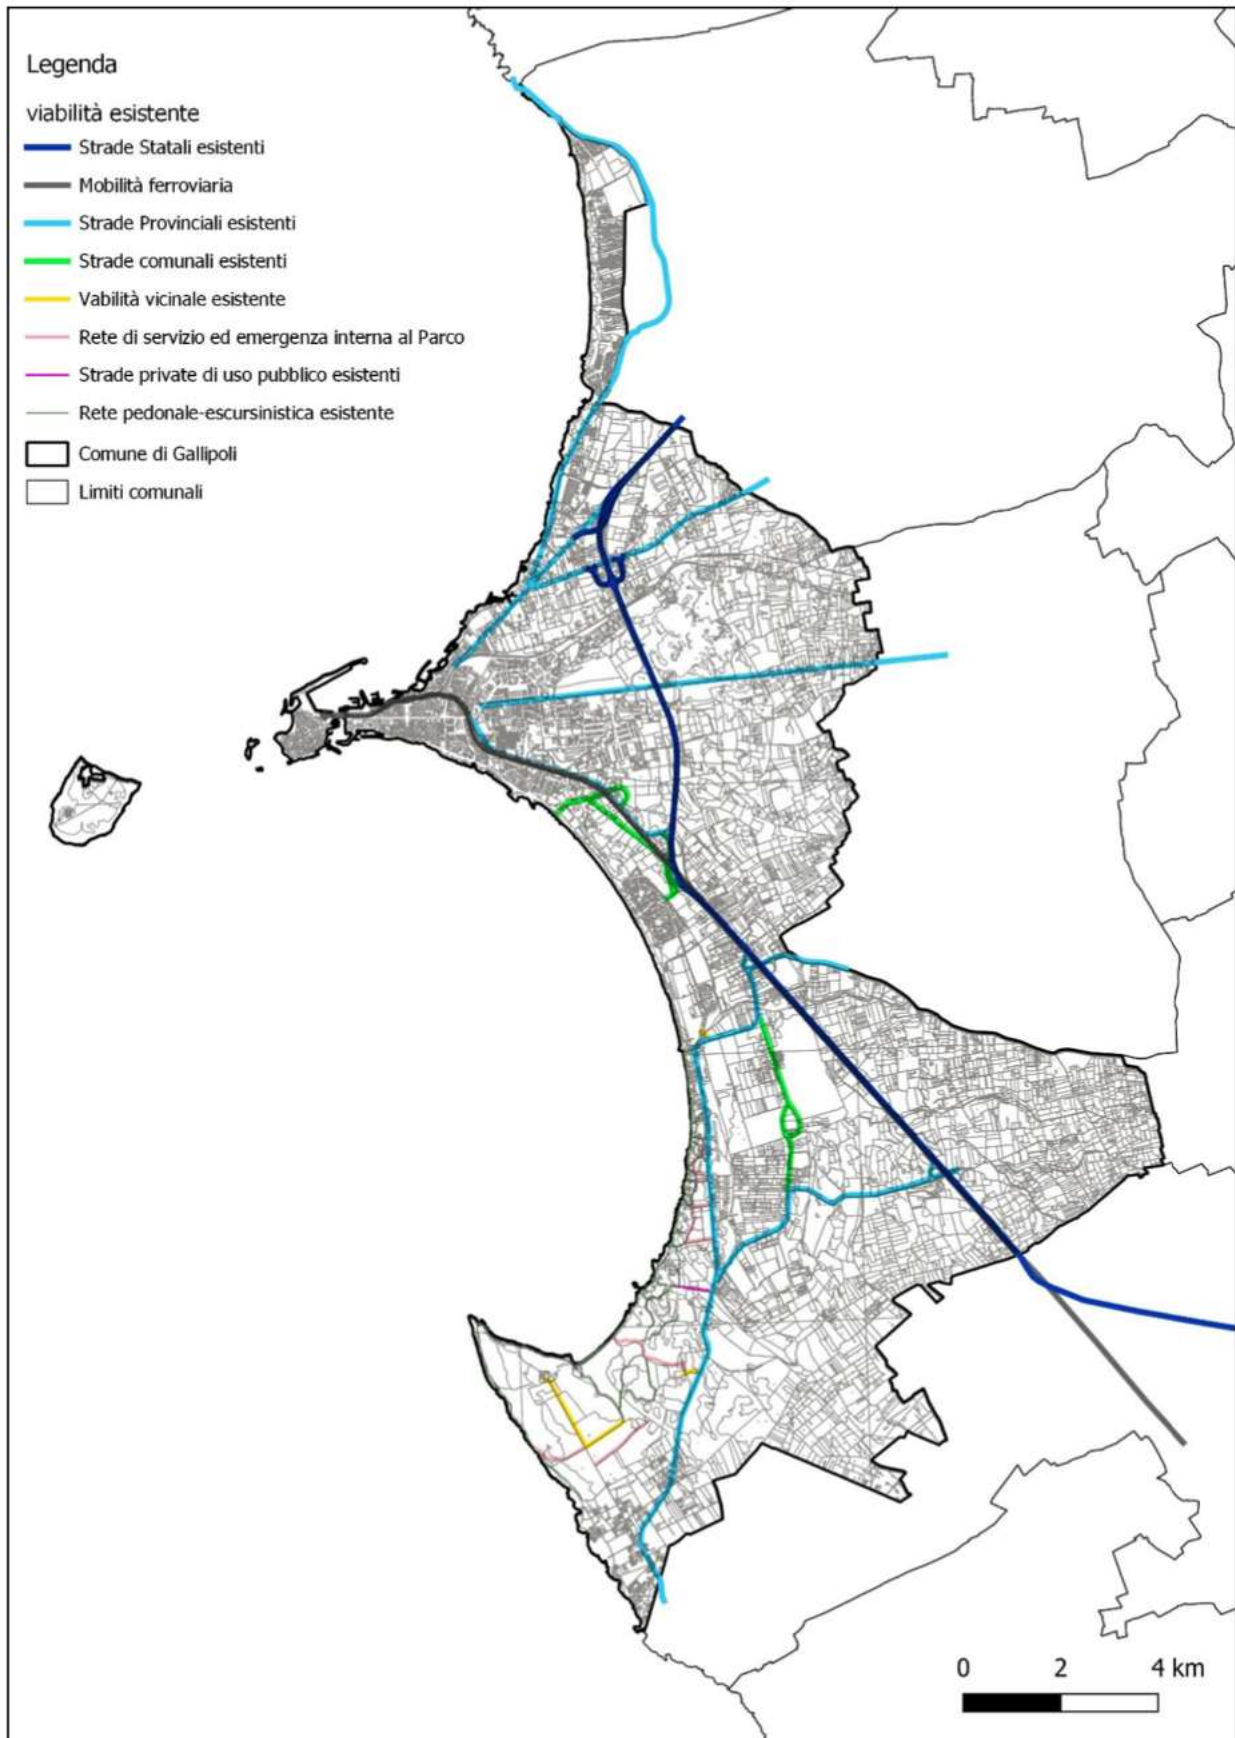 Legenda
viabilità esistente
Strade Statali esistenti
Mobilità ferroviaria
Strade Provinciali esistenti
Strade comunali esistenti
Vabilità vicinale esistente
Rete di servizio ed emergenza interna al Parco
Strade private di uso pubblico esistenti
Rete pedonale-escursinistica esistente
Comune di Gallipoli
Limiti comunali
0 2 4 km